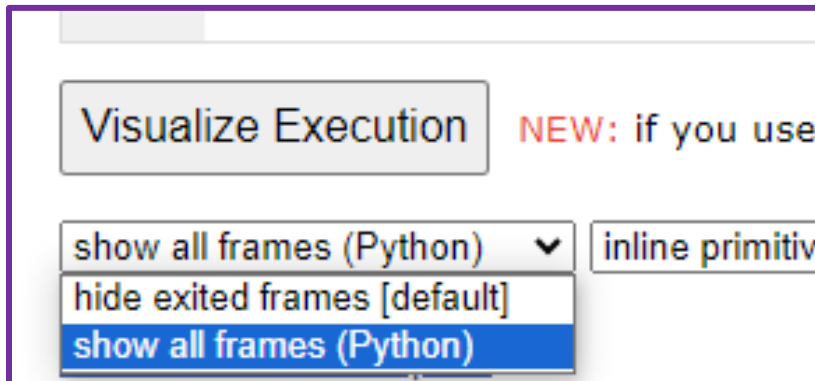 Visualize Execution NEW: if you use
show all frames (Python) inline primitiv
hide exited frames [default]
show all frames (Python)